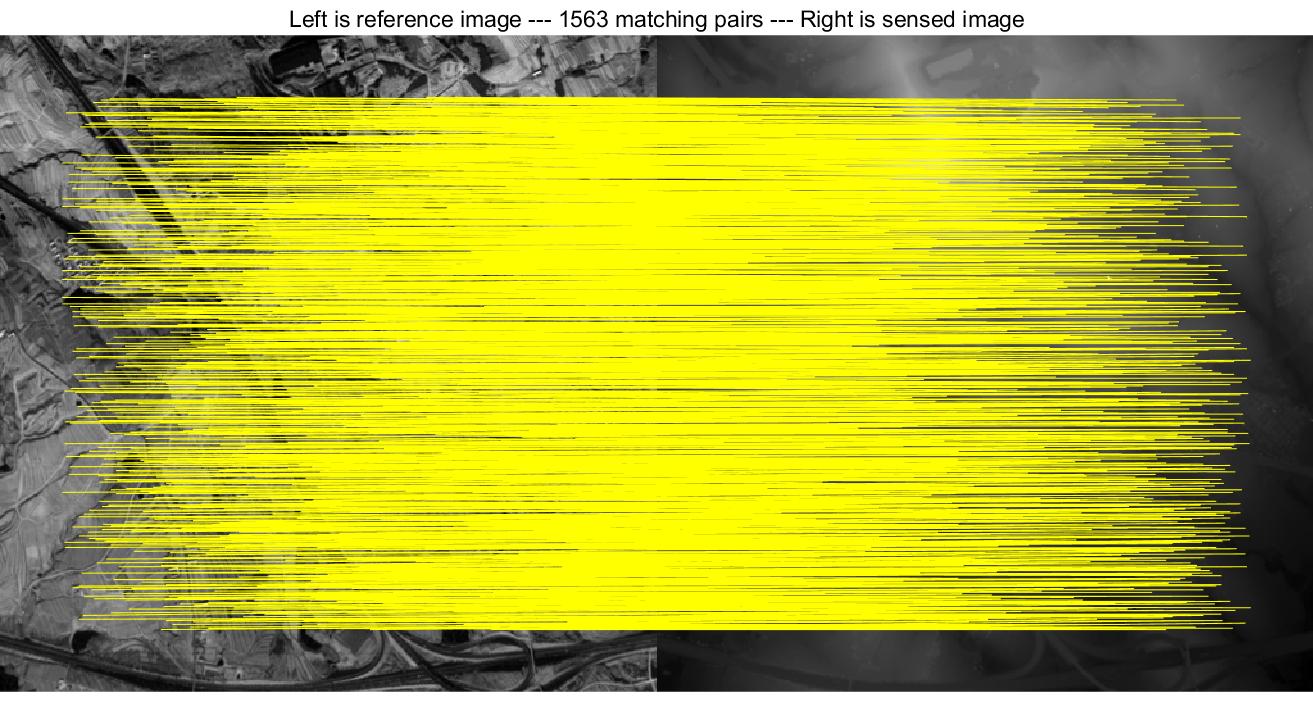 Left is reference image --- 1563 matching pairs --- Right is sensed image